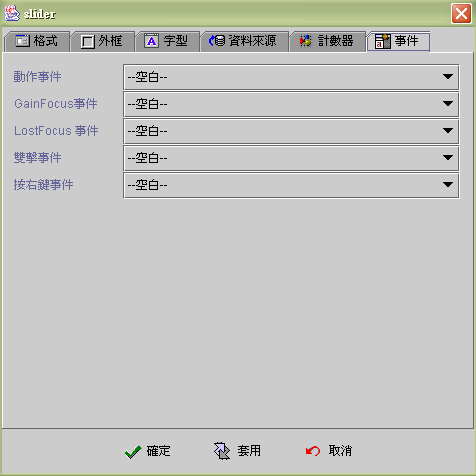 slider
格式 外框 字型 資料來源 計數器 事件
動作事件 --空白--
GainFocus事件 --空白--
LostFocus 事件 --空白--
雙擊事件 --空白--
按右鍵事件 --空白--
確定 套用 取消